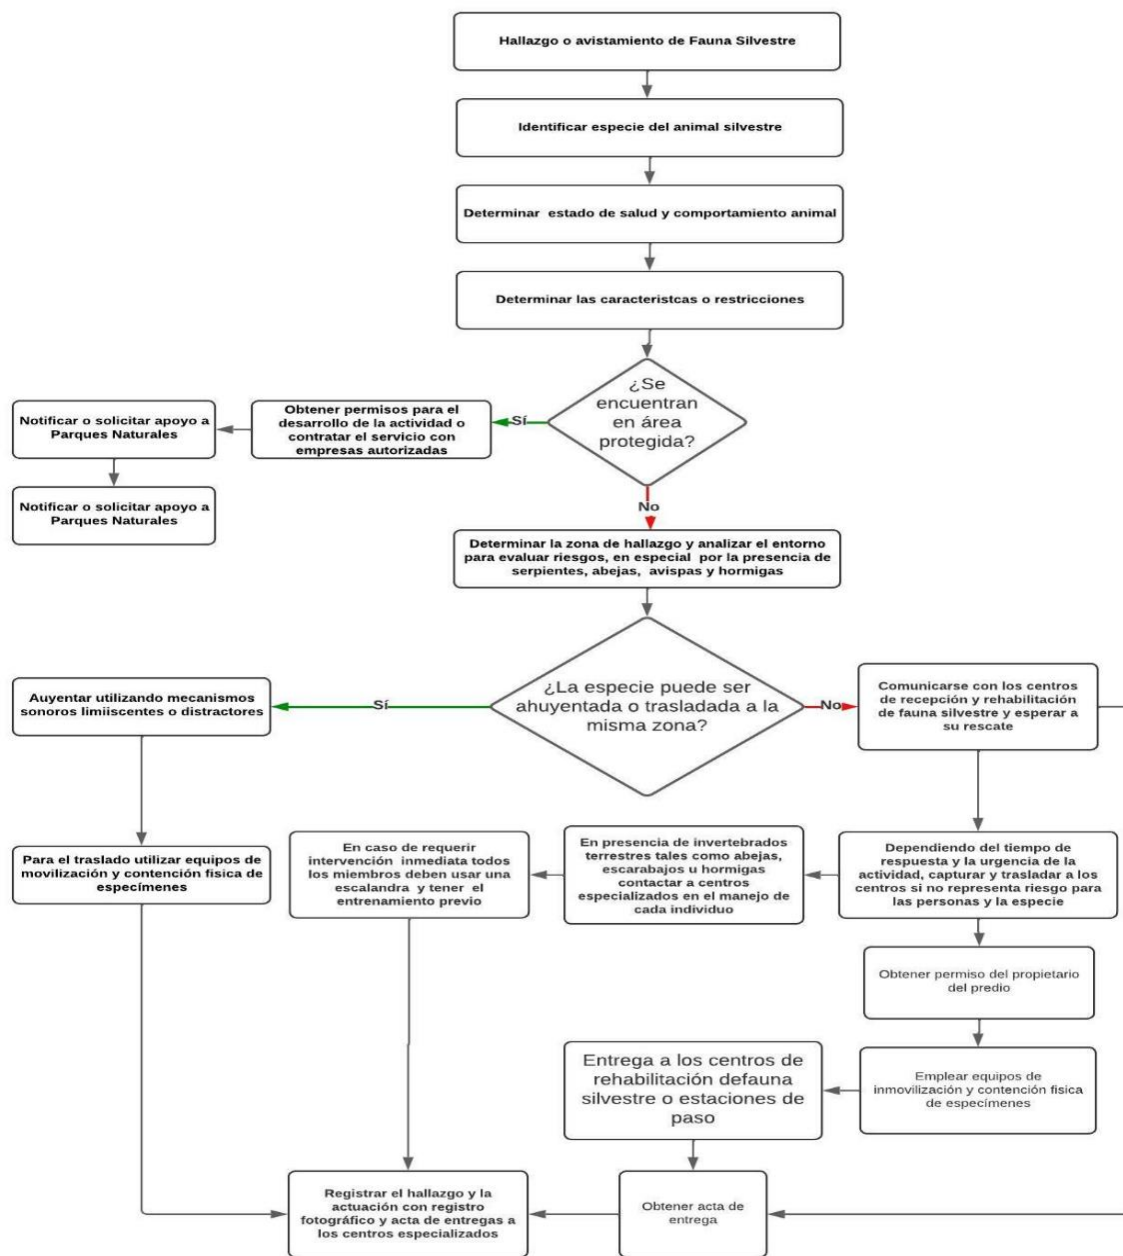 Hallazgo o avistamiento de Fauna Silvestre
Identificar especie del animal silvestre
Determinar estado de salud y comportamiento animal
Determinar las caracteristcas o restricciones
¿Se
encuentran
en área
protegida?
Sí
Obtener permisos para el
desarrollo de la actividad o
contratar el servicio con
empresas autorizadas
Notificar o solicitar apoyo a
Parques Naturales
Notificar o solicitar apoyo a
Parques Naturales
No
Determinar la zona de hallazgo y analizar el entorno
para evaluar riesgos, en especial por la presencia de
serpientes, abejas, avispas y hormigas
¿La especie puede ser
ahuyentada o trasladada a la
misma zona?
Sí
Auyentar utilizando mecanismos
sonoros limiiscentes o distractores
Para el traslado utilizar equipos de
movilización y contención fisica de
especímenes
No
Comunicarse con los centros
de recepción y rehabilitación
de fauna silvestre y esperar a
su rescate
Dependiendo del tiempo de
respuesta y la urgencia de la
actividad, capturar y trasladar a los
centros si no representa riesgo para
las personas y la especie
En presencia de invertebrados
terrestres tales como abejas,
escarabajos u hormigas
contactar a centros
especializados en el manejo de
cada individuo
En caso de requerir
intervención inmediata todos
los miembros deben usar una
escalandra y tener el
entrenamiento previo
Obtener permiso del propietario
del predio
Emplear equipos de
inmovilización y contención fisica
de especímenes
Entrega a los centros de
rehabilitación defauna
silvestre o estaciones de
paso
Obtener acta de
entrega
Registrar el hallazgo y la
actuación con registro
fotográfico y acta de entregas a
los centros especializados